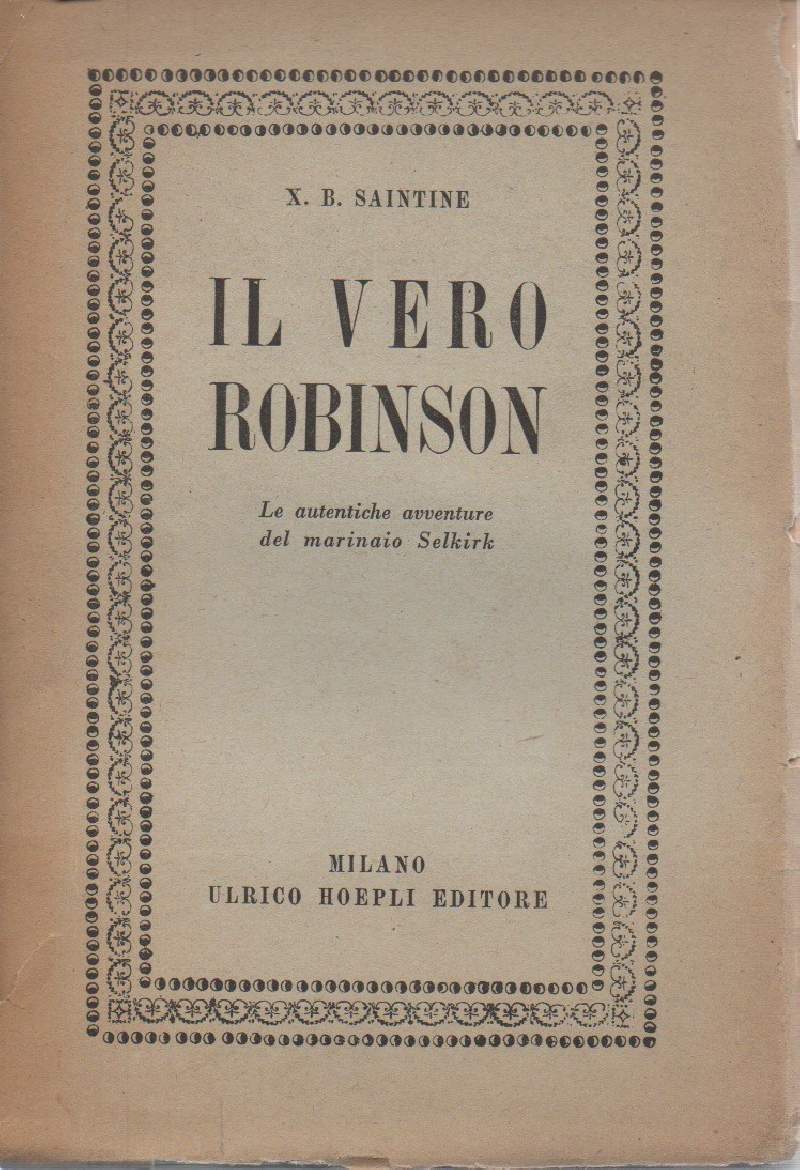 X. B. SAINTINE
IL VERO
ROBINSON
Le autentiche avventure
del marinaio Selkirk
MILANO
ULRICO HOEPLI EDITORE